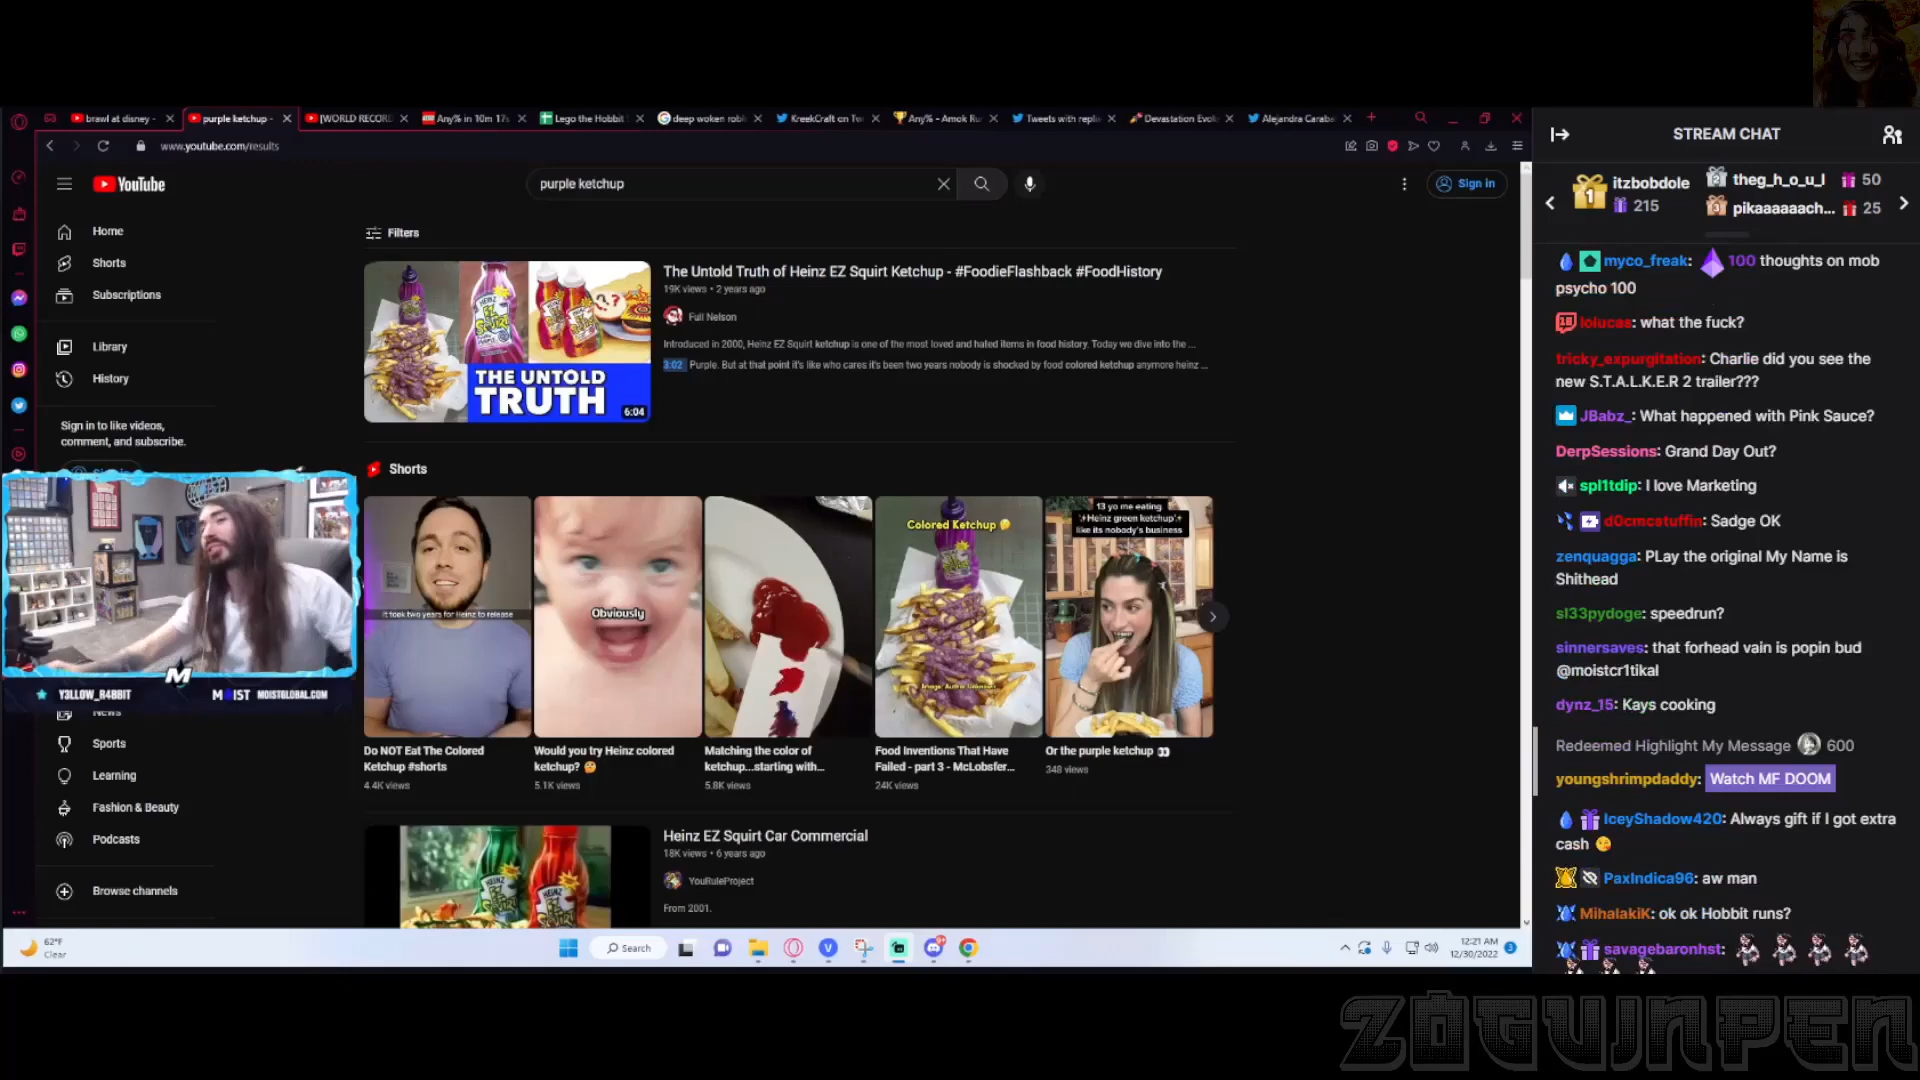 brawl at disney -
purple ketchup -
[WORLD RECORD
Any% in 10m 17s
Lego the Hobbit
deep woken robl
KreekCraft on Tw
Any% - Amok Ru
Tweets with repli
Devastation Evok
Alejandra Caraba
www.youtube.com/results
YouTube
purple ketchup
Sign in
Home
Shorts
Subscriptions
Library
History
Sign in to like videos,
comment, and subscribe.
Y3LLOW_R4BBIT
MOIST
MOISTGLOBAL.COM
News
Sports
Learning
Fashion & Beauty
Podcasts
Browse channels
Filters
THE UNTOLD
TRUTH
6:04
The Untold Truth of Heinz EZ Squirt Ketchup - #FoodieFlashback #FoodHistory
19K views • 2 years ago
Full Nelson
Introduced in 2000, Heinz EZ Squirt ketchup is one of the most loved and hated items in food history. Today we dive into the ...
3:02 Purple. But at that point it's like who cares it's been two years nobody is shocked by food colored ketchup anymore heinz ...
Shorts
It took two years for Heinz to release
Do NOT Eat The Colored
Ketchup #shorts
4.4K views
Obviously
Would you try Heinz colored
ketchup? 🤔
5.1K views
Matching the color of
ketchup...starting with...
5.8K views
Colored Ketchup 🤔
Food Inventions That Have
Failed - part 3 - McLobster...
24K views
13 yo me eating
✨Heinz green ketchup✨
like its nobody's business
Or the purple ketchup 👀
348 views
Heinz EZ Squirt Car Commercial
18K views • 6 years ago
YouRuleProject
From 2001.
62°F
Clear
Search
12:21 AM
12/30/2022
3
STREAM CHAT
1
itzbobdole
215
2
theg_h_o_u_l
50
3
pikaaaaaach...
25
myco_freak: 100 thoughts on mob
psycho 100
lolucas: what the fuck?
tricky_expurgitation: Charlie did you see the
new S.T.A.L.K.E.R 2 trailer???
JBabz_: What happened with Pink Sauce?
DerpSessions: Grand Day Out?
spl1tdip: I love Marketing
d0cmcstuffin: Sadge OK
zenquagga: PLay the original My Name is
Shithead
sl33pydoge: speedrun?
sinnersaves: that forhead vain is popin bud
@moistcr1tikal
dynz_15: Kays cooking
Redeemed Highlight My Message 600
youngshrimpdaddy: Watch MF DOOM
IceyShadow420: Always gift if I got extra
cash 😘
PaxIndica96: aw man
MihalakiK: ok ok Hobbit runs?
savagebaronhst:
ZOGUJNPEN